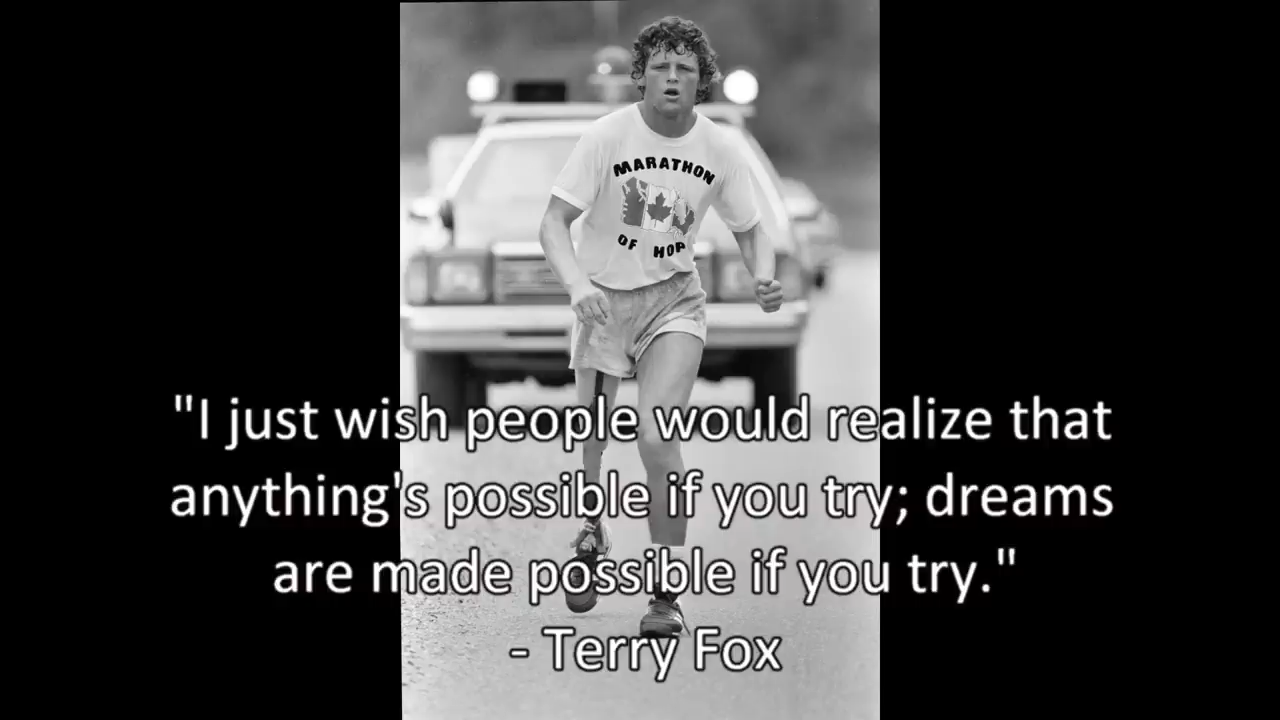 MARATHON
OF HOP
"I just wish people would realize that
anything's possible if you try; dreams
are made possible if you try."
- Terry Fox